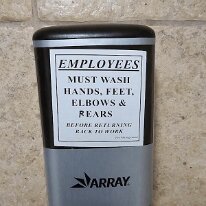 EMPLOYEES
MUST WASH
HANDS, FEET,
ELBOWS &
REARS
BEFORE RETURNING
BACK TO WORK
ARRAY